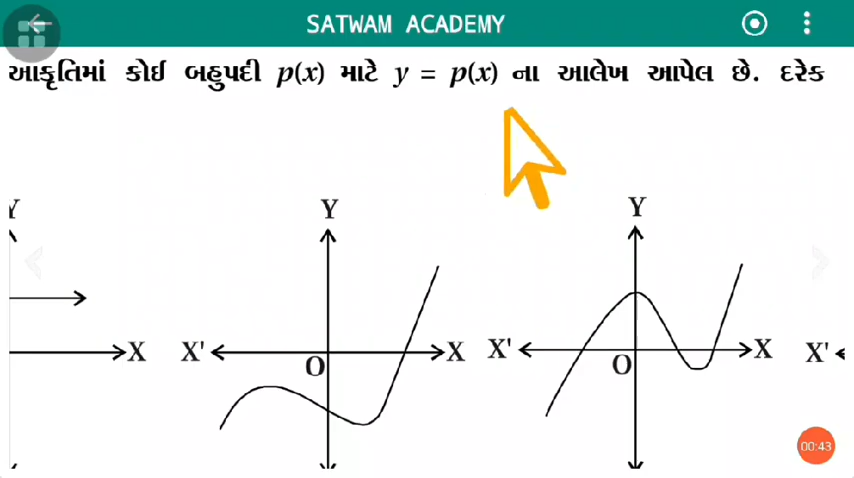 SATWAM ACADEMY
આકૃતિમાં કોઈ બહુપદી p(x) માટે y = p(x) ના આલેખ આપેલ છે. દરેક
Y Y Y
X X' X X' X X'
O O
00:43